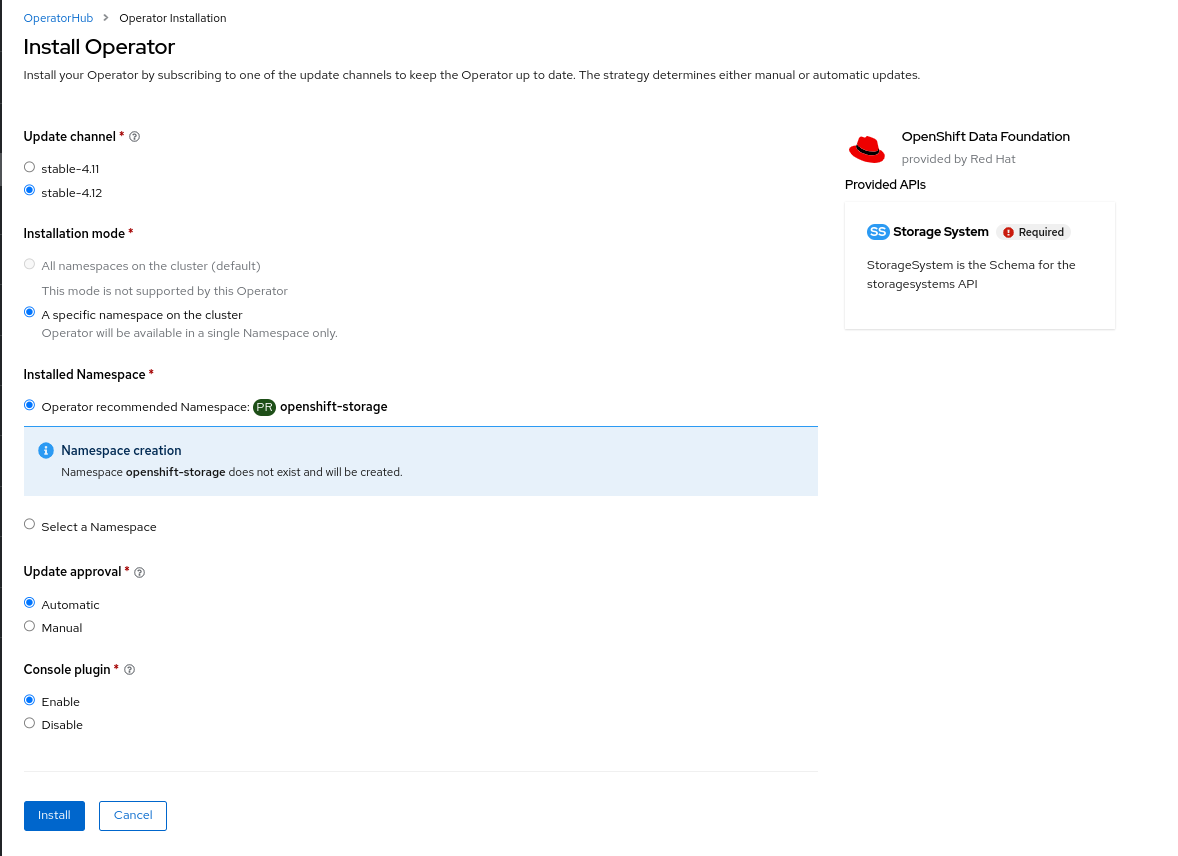 OperatorHub > Operator Installation
Install Operator
Install your Operator by subscribing to one of the update channels to keep the Operator up to date. The strategy determines either manual or automatic updates.
Update channel *
stable-4.11
stable-4.12
Installation mode *
All namespaces on the cluster (default)
This mode is not supported by this Operator
A specific namespace on the cluster
Operator will be available in a single Namespace only.
Installed Namespace *
Operator recommended Namespace: PR openshift-storage
Namespace creation
Namespace openshift-storage does not exist and will be created.
Select a Namespace
Update approval *
Automatic
Manual
Console plugin *
Enable
Disable
Install Cancel
OpenShift Data Foundation
provided by Red Hat
Provided APIs
SS Storage System Required
StorageSystem is the Schema for the
storagesystems API